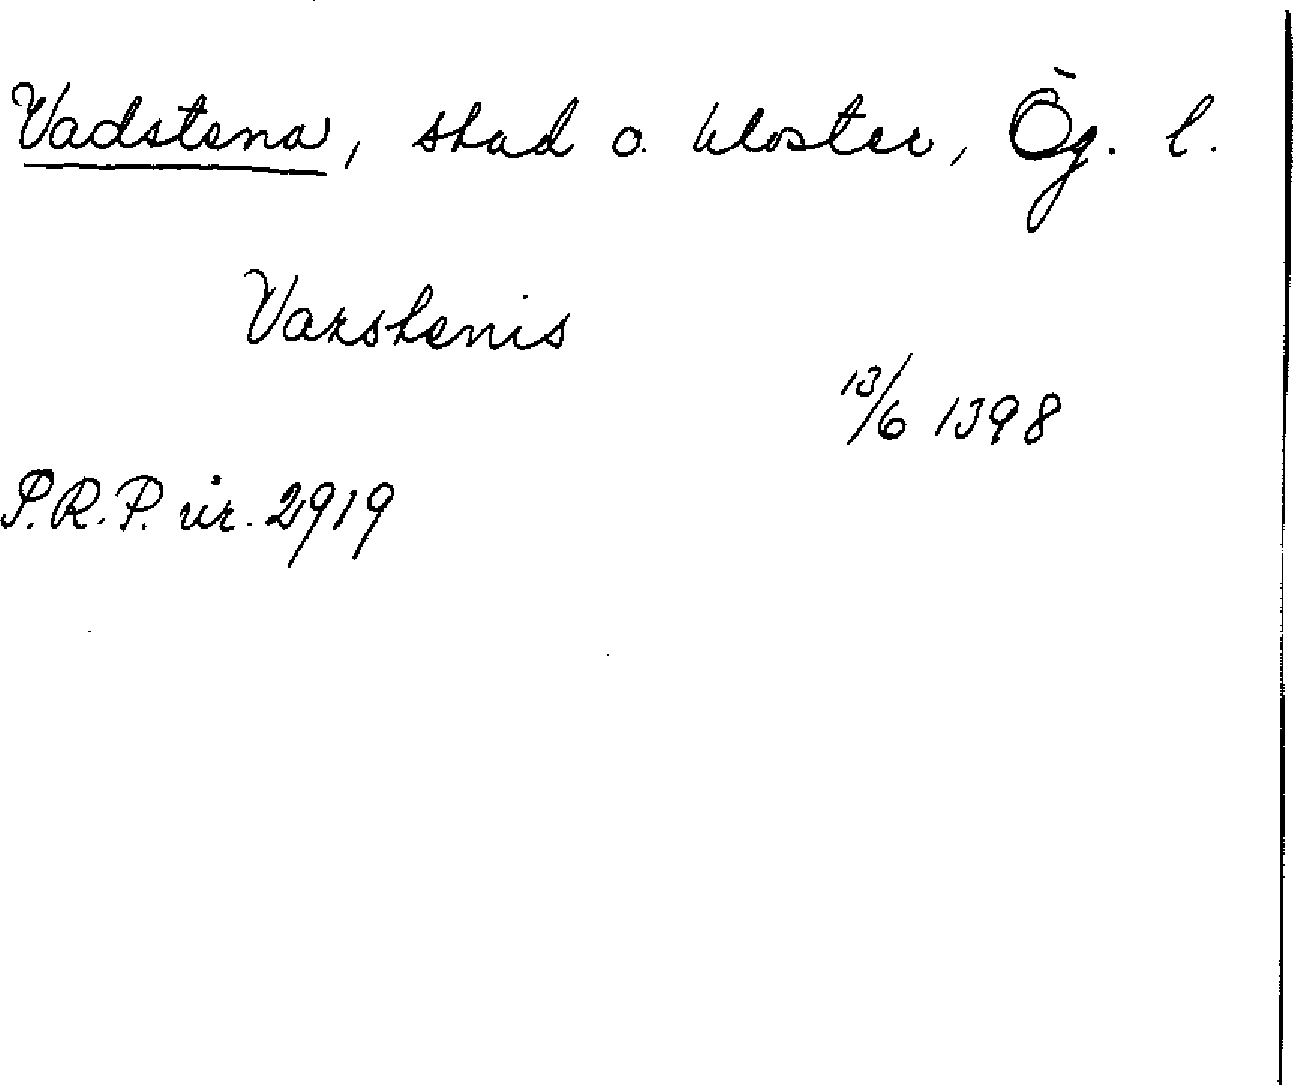 Vadstena, stad o. kloster, Ög. l.
Varstenis
13/6 1398
P.R.P. nr. 2919